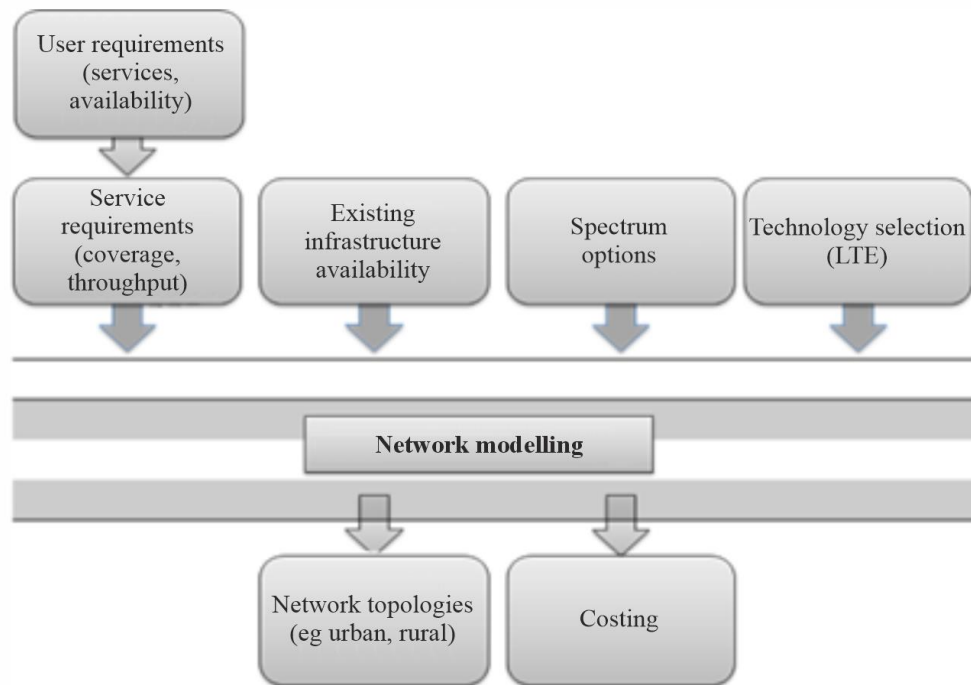 User requirements
(services,
availability)
Service
requirements
(coverage,
throughput)
Existing
infrastructure
availability
Spectrum
options
Technology selection
(LTE)
Network modelling
Network topologies
(eg urban, rural)
Costing